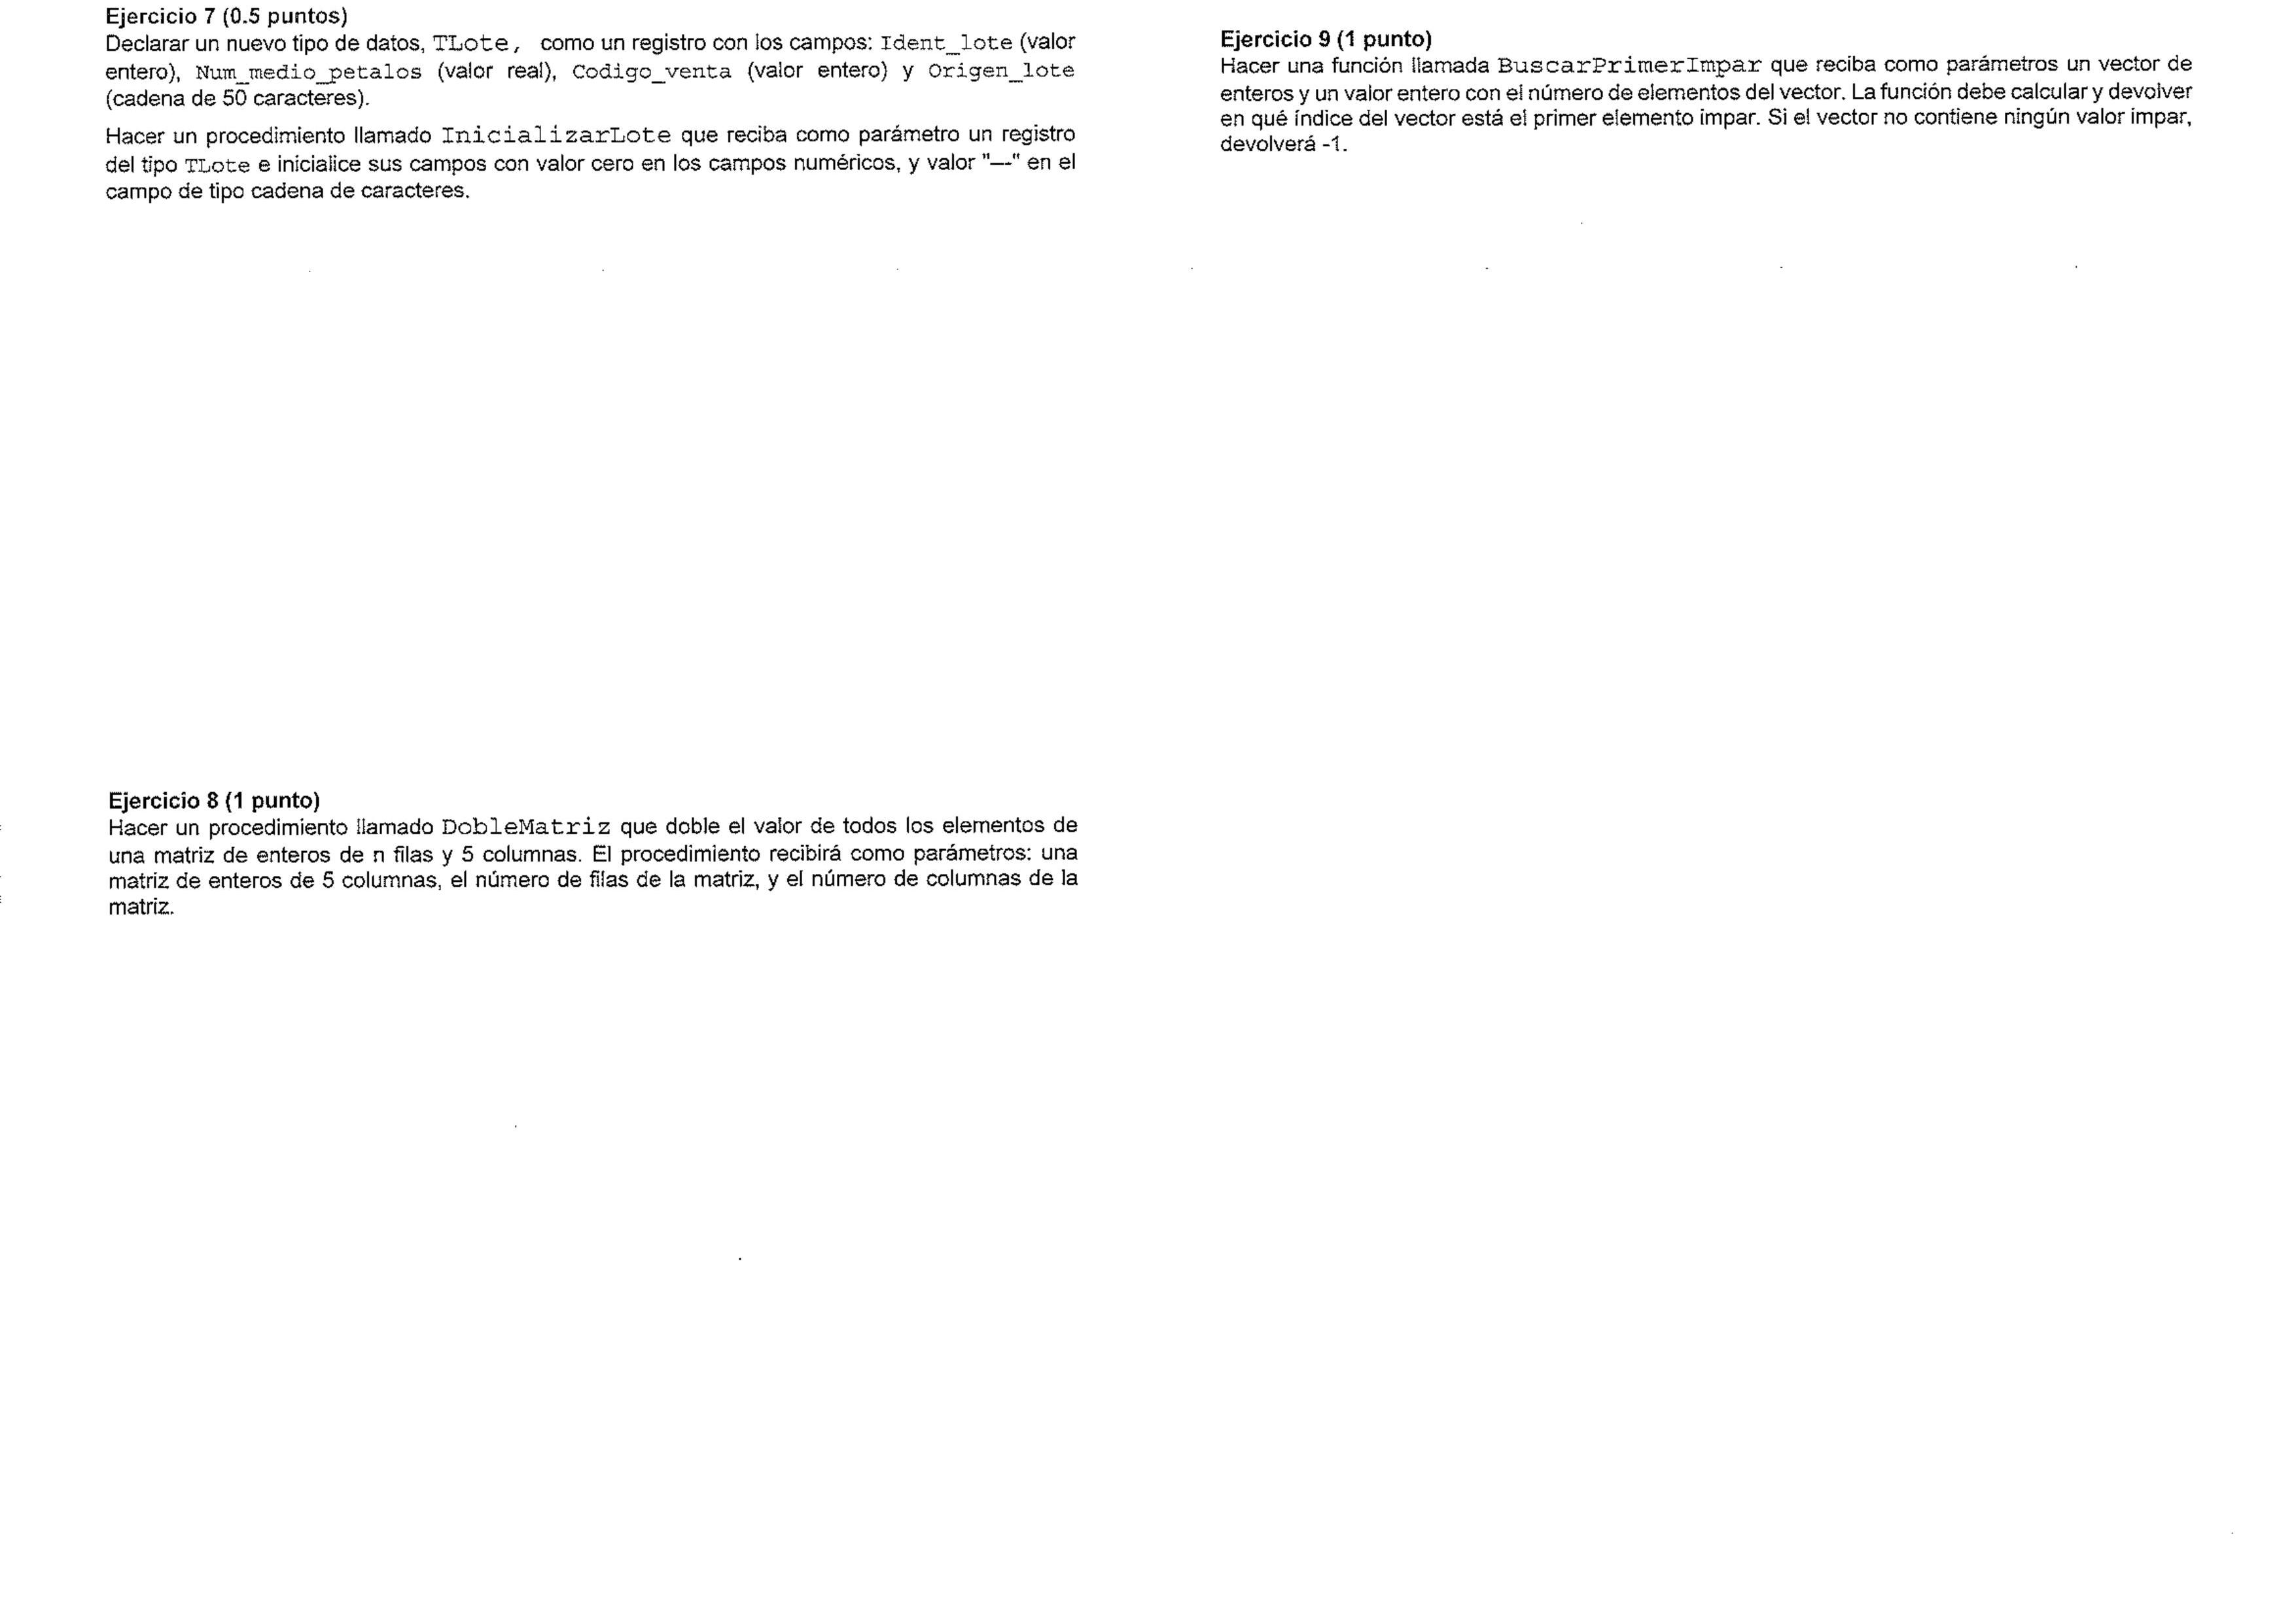 Ejercicio 7 (0.5 puntos)
Declarar un nuevo tipo de datos, TLote, como un registro con los campos: Ident_lote (valor
entero), Num_medio_petalos (valor real), Codigo_venta (valor entero) y Origen_lote
(cadena de 50 caracteres).
Hacer un procedimiento llamado InicializarLote que reciba como parámetro un registro
del tipo TLote e inicialice sus campos con valor cero en los campos numéricos, y valor "—-" en el
campo de tipo cadena de caracteres.
Ejercicio 8 (1 punto)
Hacer un procedimiento llamado DobleMatriz que doble el valor de todos los elementos de
una matriz de enteros de n filas y 5 columnas. El procedimiento recibirá como parámetros: una
matriz de enteros de 5 columnas, el número de filas de la matriz, y el número de columnas de la
matriz.
Ejercicio 9 (1 punto)
Hacer una función llamada BuscarPrimerImpar que reciba como parámetros un vector de
enteros y un valor entero con el número de elementos del vector. La función debe calcular y devolver
en qué índice del vector está el primer elemento impar. Si el vector no contiene ningún valor impar,
devolverá -1.